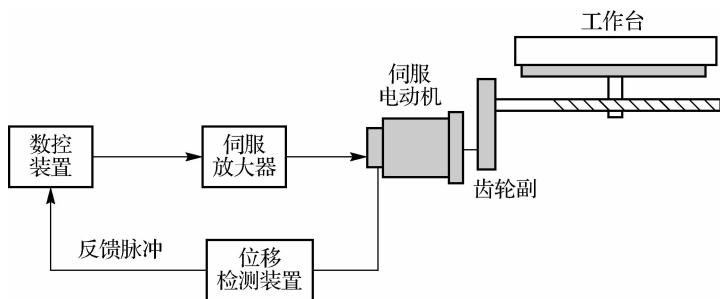 工作台
伺服
电动机
数控
装置
伺服
放大器
齿轮副
反馈脉冲
位移
检测装置